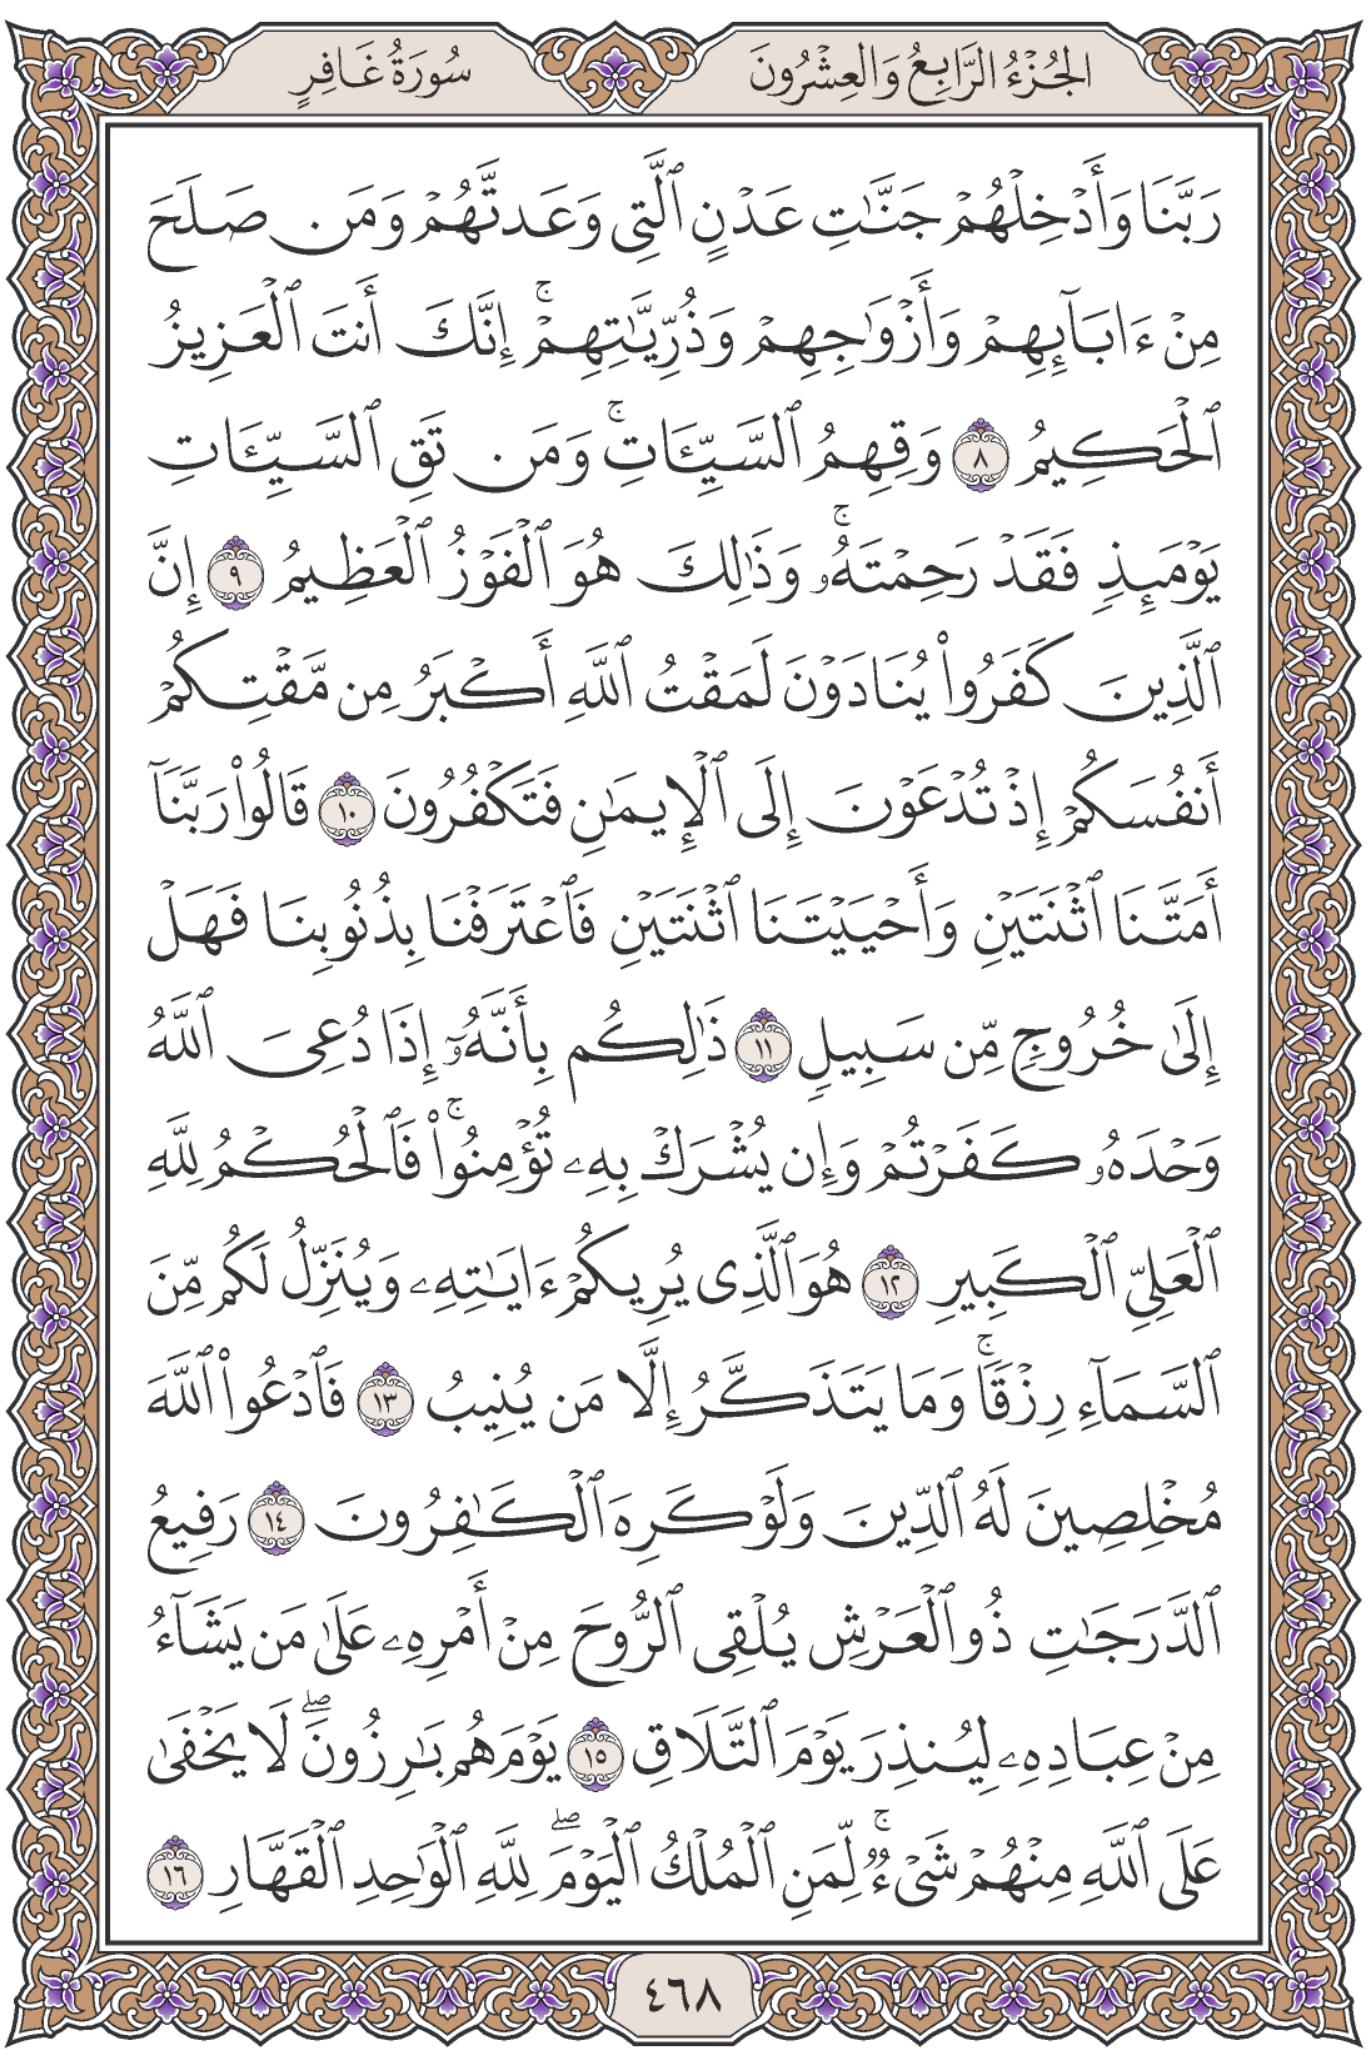 الجُزْءُ الرَّابِعُ وَالعِشْرُونَ
سُورَةُ غَافِرٍ
رَبَّنَا وَأَدْخِلْهُمْ جَنَّٰتِ عَدْنٍ ٱلَّتِى وَعَدتَّهُمْ وَمَن صَلَحَ
مِنْ ءَابَآئِهِمْ وَأَزْوَٰجِهِمْ وَذُرِّيَّٰتِهِمْ ۚ إِنَّكَ أَنتَ ٱلْعَزِيزُ
ٱلْحَكِيمُ ٨ وَقِهِمُ ٱلسَّيِّـَٔاتِ ۚ وَمَن تَقِ ٱلسَّيِّـَٔاتِ
يَوْمَئِذٍ فَقَدْ رَحِمْتَهُۥ ۚ وَذَٰلِكَ هُوَ ٱلْفَوْزُ ٱلْعَظِيمُ ٩ إِنَّ
ٱلَّذِينَ كَفَرُوا۟ يُنَادَوْنَ لَمَقْتُ ٱللَّهِ أَكْبَرُ مِن مَّقْتِكُمْ
أَنفُسَكُمْ إِذْ تُدْعَوْنَ إِلَى ٱلْإِيمَٰنِ فَتَكْفُرُونَ ١٠ قَالُوا۟ رَبَّنَآ
أَمَتَّنَا ٱثْنَتَيْنِ وَأَحْيَيْتَنَا ٱثْنَتَيْنِ فَٱعْتَرَفْنَا بِذُنُوبِنَا فَهَلْ
إِلَىٰ خُرُوجٍ مِّن سَبِيلٍ ١١ ذَٰلِكُم بِأَنَّهُۥٓ إِذَا دُعِىَ ٱللَّهُ
وَحْدَهُۥ كَفَرْتُمْ وَإِن يُشْرَكْ بِهِۦ تُؤْمِنُوا۟ ۚ فَٱلْحُكْمُ لِلَّهِ
ٱلْعَلِىِّ ٱلْكَبِيرِ ١٢ هُوَ ٱلَّذِى يُرِيكُمْ ءَايَٰتِهِۦ وَيُنَزِّلُ لَكُم مِّنَ
ٱلسَّمَآءِ رِزْقًا ۚ وَمَا يَتَذَكَّرُ إِلَّا مَن يُنِيبُ ١٣ فَٱدْعُوا۟ ٱللَّهَ
مُخْلِصِينَ لَهُ ٱلدِّينَ وَلَوْ كَرِهَ ٱلْكَٰفِرُونَ ١٤ رَفِيعُ
ٱلدَّرَجَٰتِ ذُو ٱلْعَرْشِ يُلْقِى ٱلرُّوحَ مِنْ أَمْرِهِۦ عَلَىٰ مَن يَشَآءُ
مِنْ عِبَادِهِۦ لِيُنذِرَ يَوْمَ ٱلتَّلَاقِ ١٥ يَوْمَ هُم بَٰرِزُونَ ۖ لَا يَخْفَىٰ
عَلَى ٱللَّهِ مِنْهُمْ شَىْءٌ ۚ لِّمَنِ ٱلْمُلْكُ ٱلْيَوْمَ ۖ لِلَّهِ ٱلْوَٰحِدِ ٱلْقَهَّارِ ١٦
٤٦٨